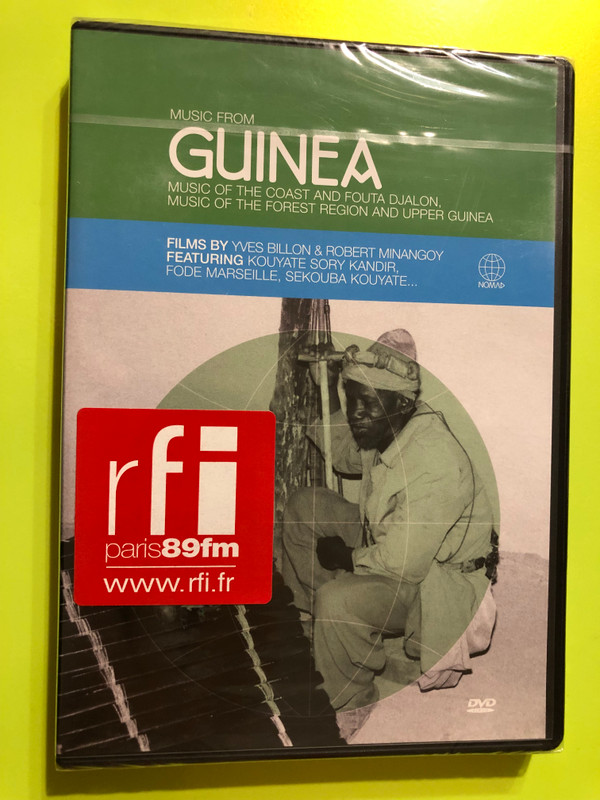 MUSIC FROM
GUINEA
MUSIC OF THE COAST AND FOUTA DJALON,
MUSIC OF THE FOREST REGION AND UPPER GUINEA
FILMS BY YVES BILLON & ROBERT MINANGOY
FEATURING KOUYATE SORY KANDIR,
FODE MARSEILLE, SEKOUBA KOUYATE...
NOMAD
rfi
paris89fm
www.rfi.fr
DVD